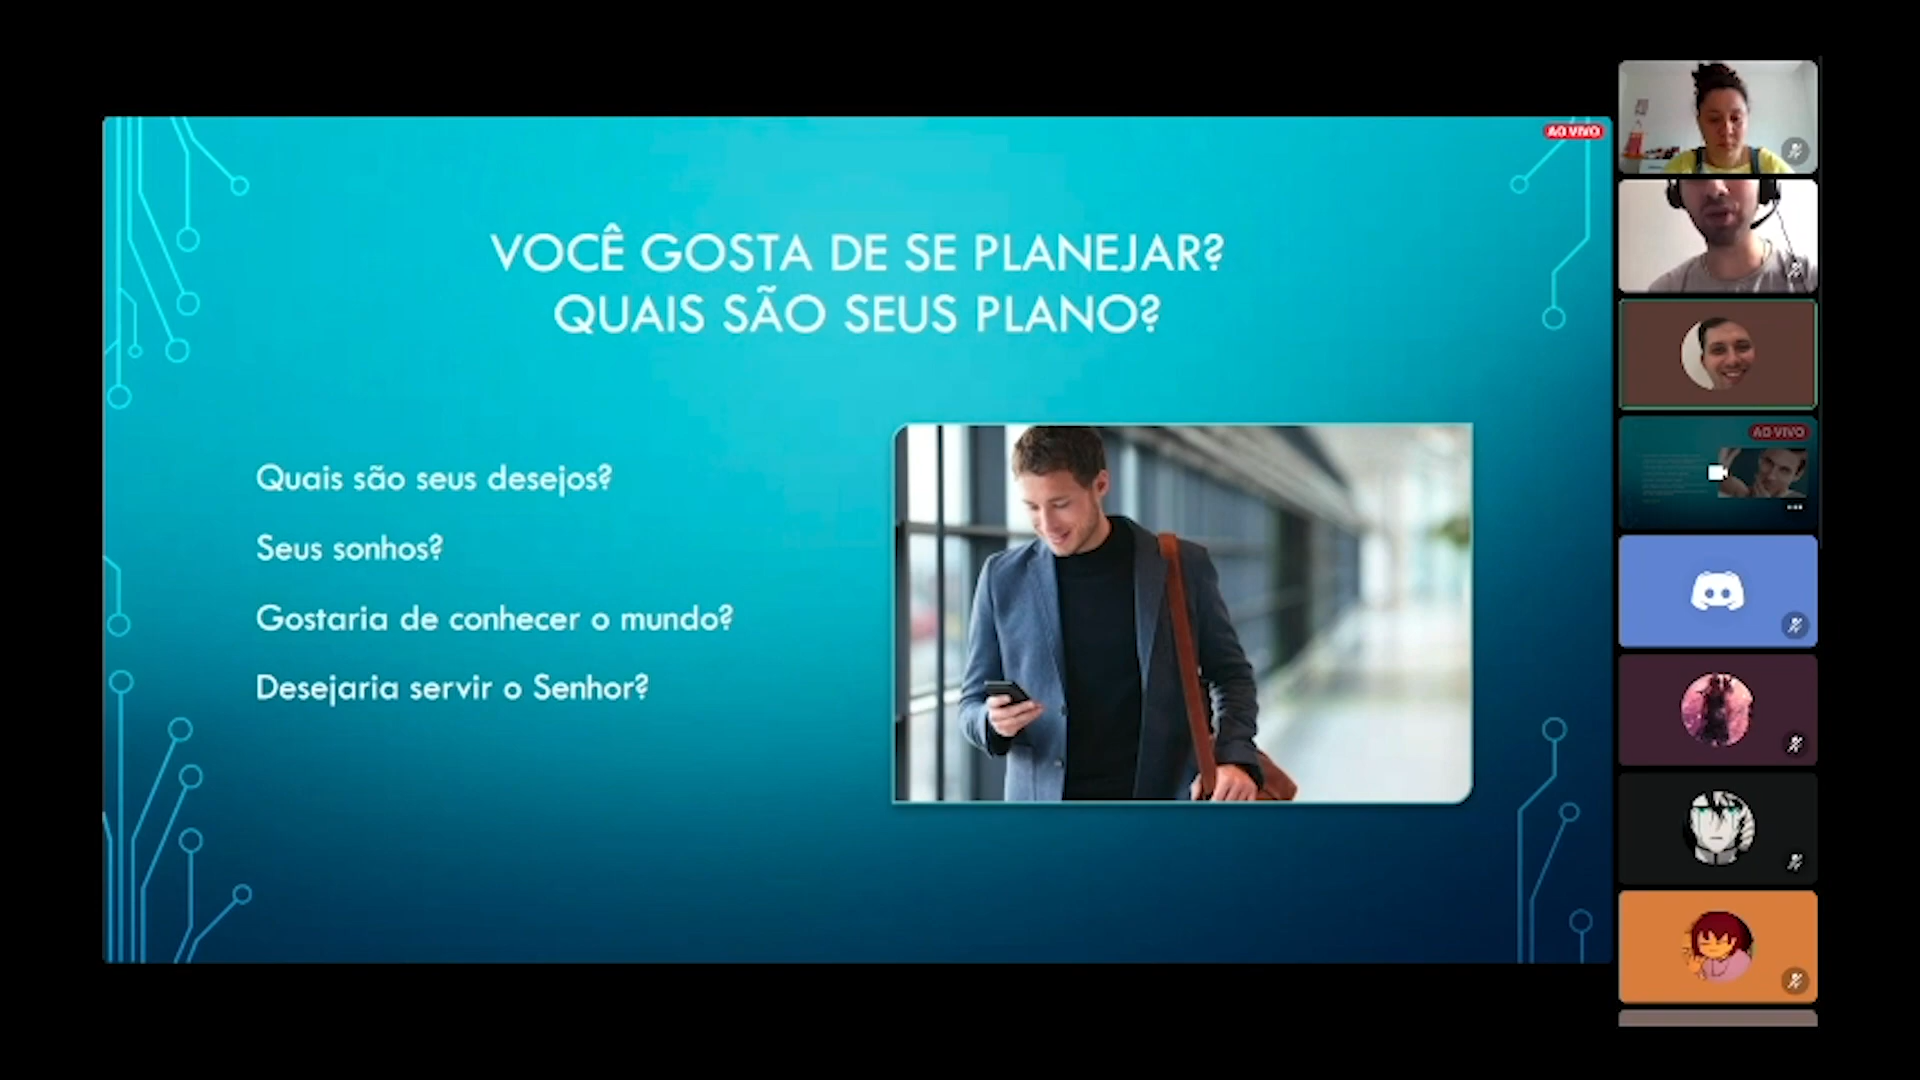 AO VIVO
VOCÊ GOSTA DE SE PLANEJAR?
QUAIS SÃO SEUS PLANO?
Quais são seus desejos?
Seus sonhos?
Gostaria de conhecer o mundo?
Desejaria servir o Senhor?
AO VIVO